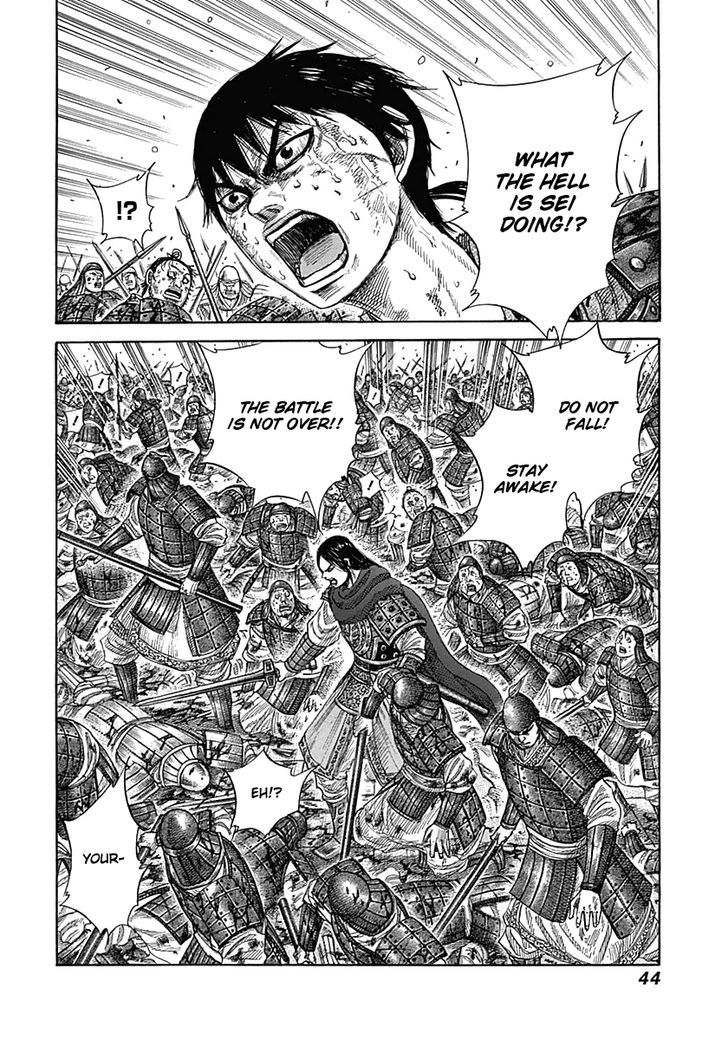 WHAT
THE HELL
IS SEI
DOING!?
!?
DO NOT
FALL!
STAY
AWAKE!
THE BATTLE
IS NOT OVER!!
EH!?
YOUR-
44